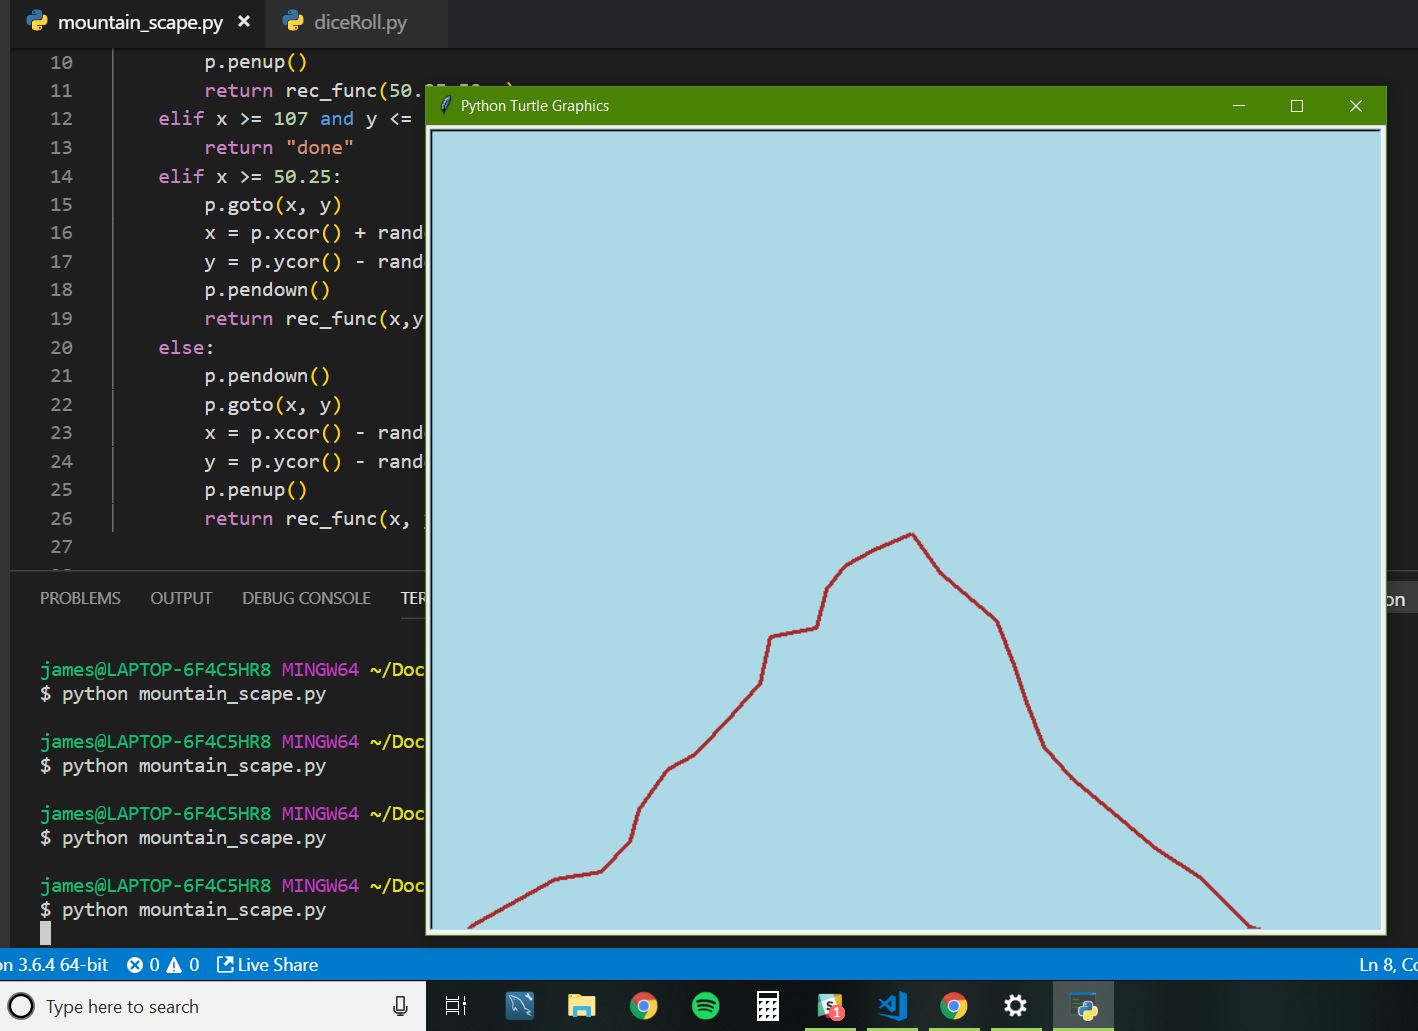 mountain_scape.py
diceRoll.py
10 p.penup()
11 return rec_func(50.
12 elif x >= 107 and y <=
13 return "done"
14 elif x >= 50.25:
15 p.goto(x, y)
16 x = p.xcor() + rand
17 y = p.ycor() - rand
18 p.pendown()
19 return rec_func(x,y
20 else:
21 p.pendown()
22 p.goto(x, y)
23 x = p.xcor() - rand
24 y = p.ycor() - rand
25 p.penup()
26 return rec_func(x,
27
Python Turtle Graphics
PROBLEMS OUTPUT DEBUG CONSOLE TER
on
james@LAPTOP-6F4C5HR8 MINGW64 ~/Doc
$ python mountain_scape.py
james@LAPTOP-6F4C5HR8 MINGW64 ~/Doc
$ python mountain_scape.py
james@LAPTOP-6F4C5HR8 MINGW64 ~/Doc
$ python mountain_scape.py
james@LAPTOP-6F4C5HR8 MINGW64 ~/Doc
$ python mountain_scape.py
on 3.6.4 64-bit 0 0 Live Share Ln 8, Co
Type here to search
S 1